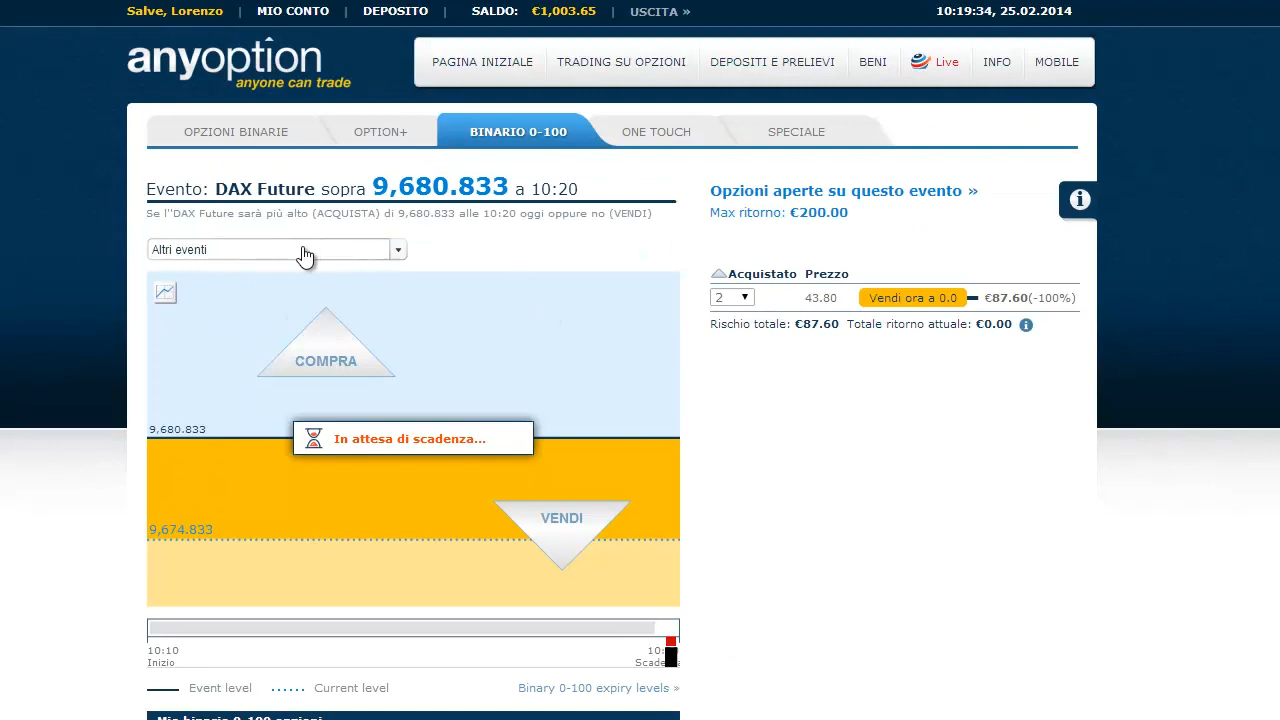 Salve, Lorenzo | MIO CONTO | DEPOSITO | SALDO: €1,003.65 | USCITA » 10:19:34, 25.02.2014
anyoption
anyone can trade
PAGINA INIZIALE TRADING SU OPZIONI DEPOSITI E PRELIEVI BENI Live INFO MOBILE
OPZIONI BINARIE OPTION+ BINARIO 0-100 ONE TOUCH SPECIALE
Evento: DAX Future sopra 9,680.833 a 10:20
Se l''DAX Future sarà più alto (ACQUISTA) di 9,680.833 alle 10:20 oggi oppure no (VENDI)
Altri eventi
COMPRA
9,680.833
In attesa di scadenza...
VENDI
9,674.833
10:10
Inizio
Event level Current level Binary 0-100 expiry levels »
Mio binario 0-100 opzioni
Opzioni aperte su questo evento »
Max ritorno: €200.00
Acquistato Prezzo
2 43.80 Vendi ora a 0.0 €87.60(-100%)
Rischio totale: €87.60 Totale ritorno attuale: €0.00